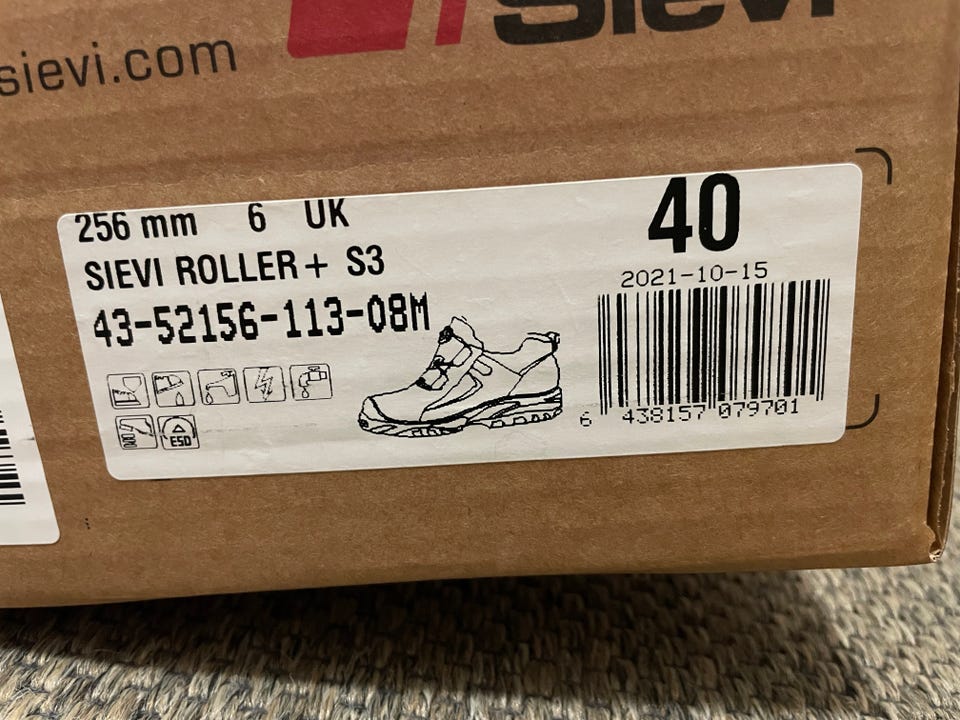 sievi.com
Sievi
256 mm 6 UK
SIEVI ROLLER+ S3
43-52156-113-08M
ESD
40
2021-10-15
6 438157 079701